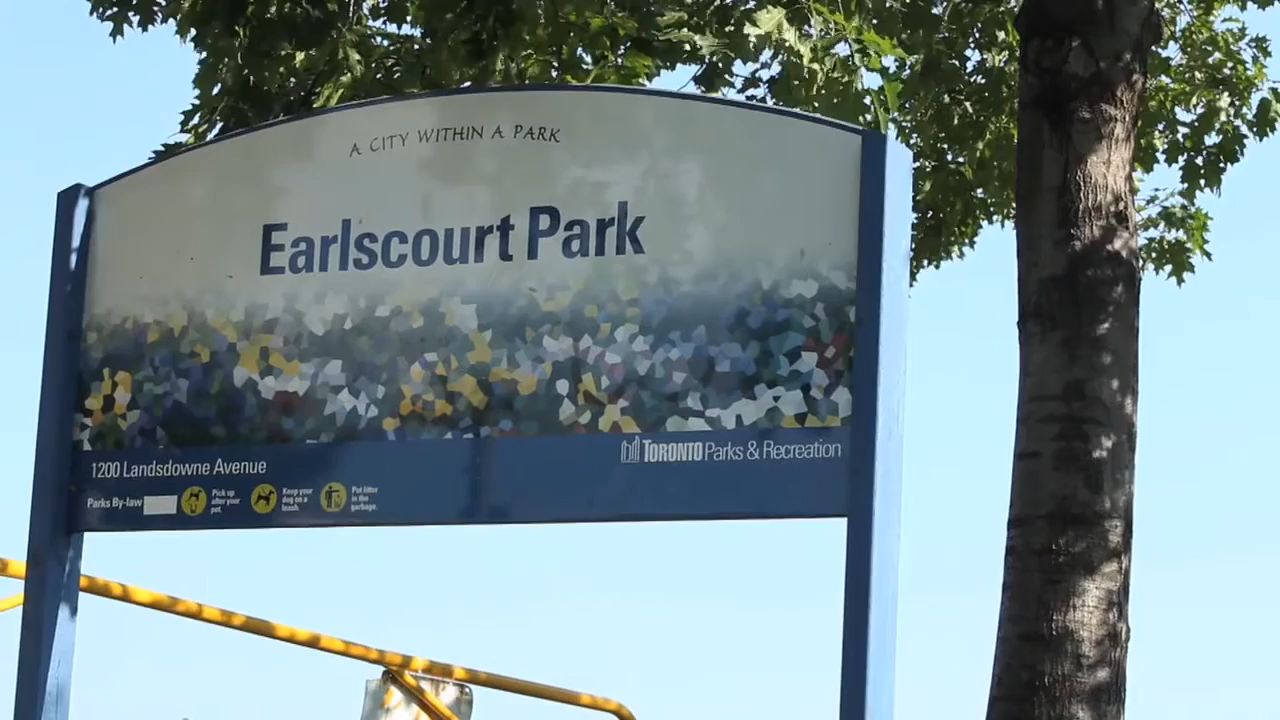 A CITY WITHIN A PARK
Earlscourt Park
TORONTO Parks & Recreation
1200 Landsdowne Avenue
Parks By-law
Pick up
after your
pet.
Keep your
dog on a
leash.
Put litter
in the
garbage.